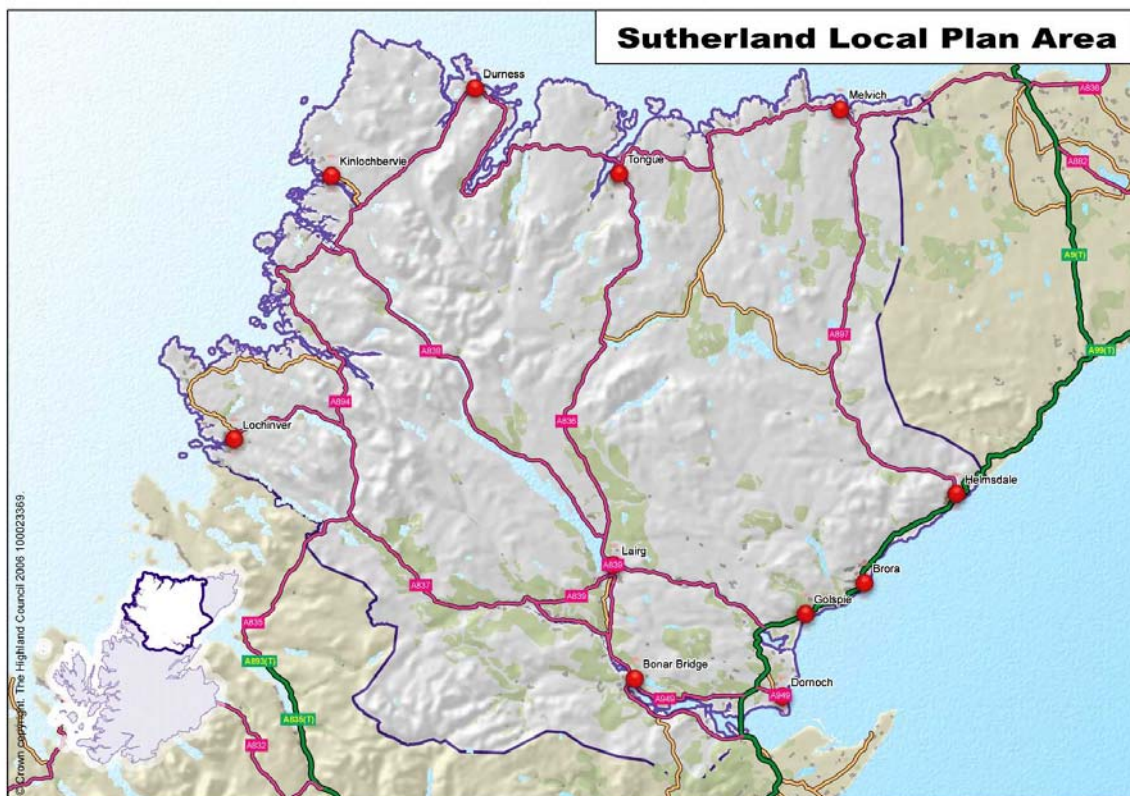 Sutherland Local Plan Area
Durness
Melvich
A836
Kinlochbervie
Tongue
A882
A9(T)
A897
A838
A99(T)
A894
A836
Lochinver
Helmsdale
Lairg
A839
Brora
A837
A839
Golspie
A835
Bonar Bridge
A893(T)
Dornoch
A949
A949
A835(T)
A832
© Crown copyright. The Highland Council 2006 100023369.